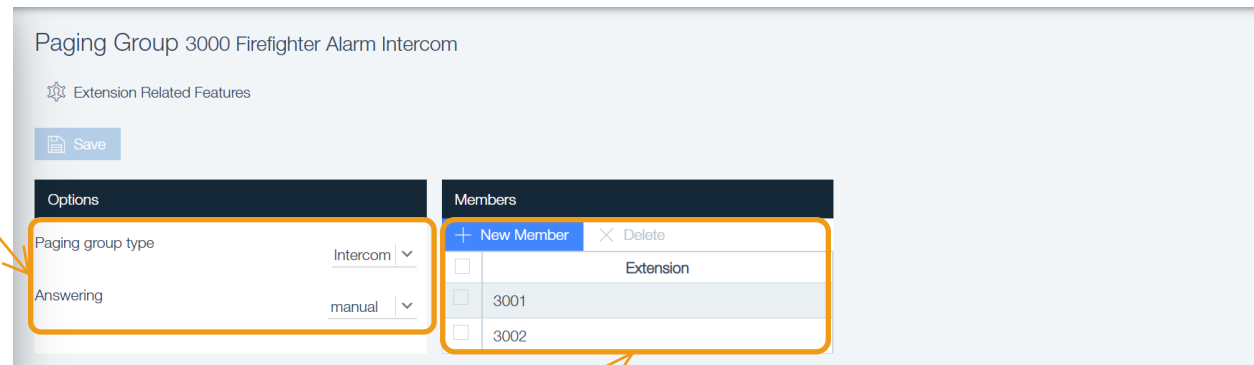 Paging Group 3000 Firefighter Alarm Intercom
Extension Related Features
Save
Options
Paging group type
Intercom
Answering
manual
Members
New Member
Delete
Extension
3001
3002